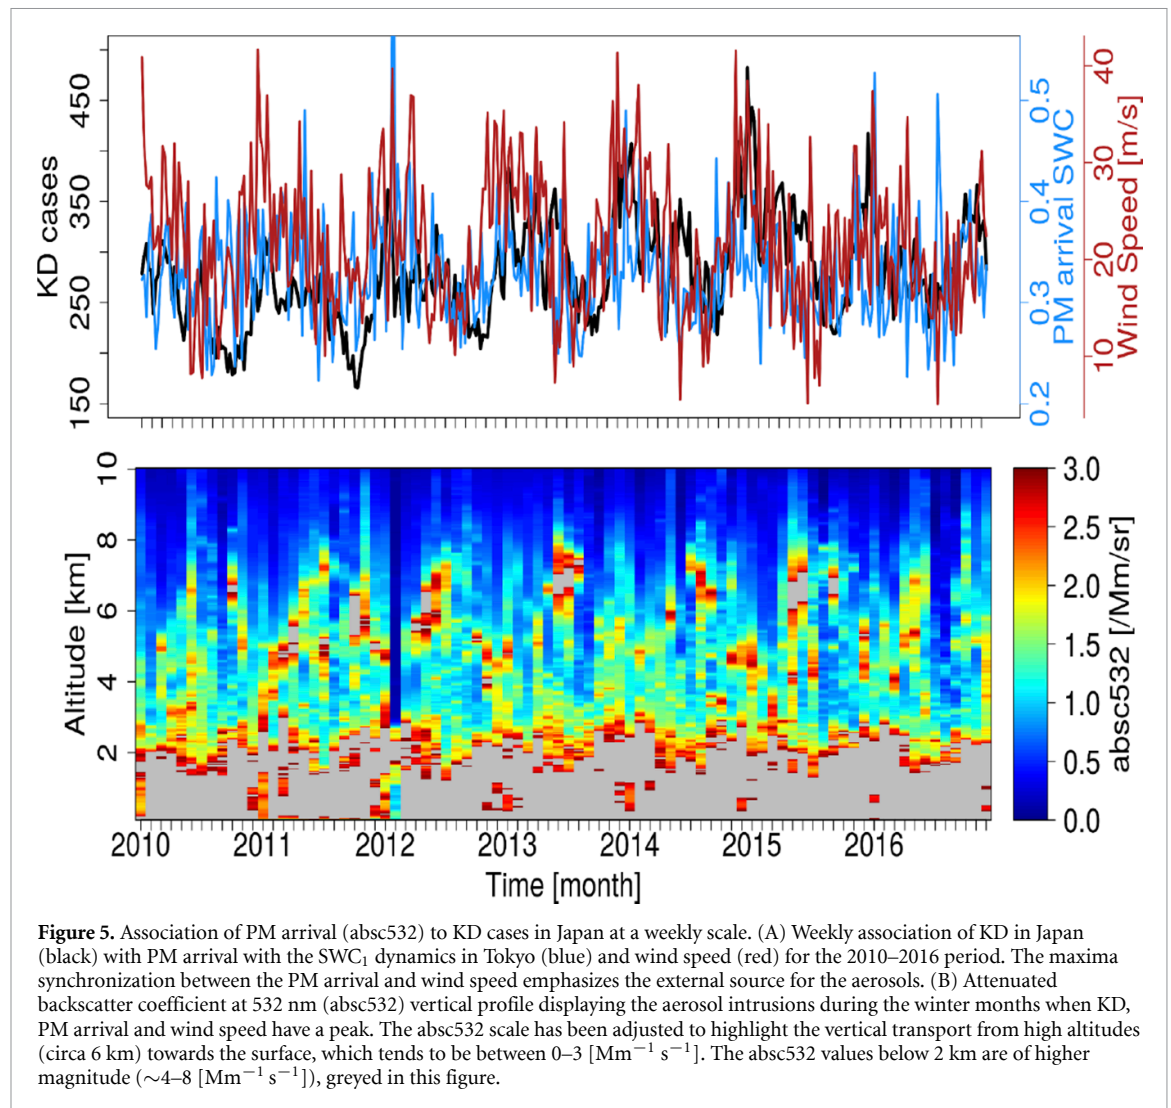 KD cases
450
350
250
150
0.5
0.4
0.3
0.2
PM arrival SWC
40
30
20
10
Wind Speed [m/s]
Altitude [km]
10
8
6
4
2
2010 2011 2012 2013 2014 2015 2016
Time [month]
3.0
2.5
2.0
1.5
1.0
0.5
0.0
absc532 [/Mm/sr]
Figure 5. Association of PM arrival (absc532) to KD cases in Japan at a weekly scale. (A) Weekly association of KD in Japan
(black) with PM arrival with the SWC₁ dynamics in Tokyo (blue) and wind speed (red) for the 2010–2016 period. The maxima
synchronization between the PM arrival and wind speed emphasizes the external source for the aerosols. (B) Attenuated
backscatter coefficient at 532 nm (absc532) vertical profile displaying the aerosol intrusions during the winter months when KD,
PM arrival and wind speed have a peak. The absc532 scale has been adjusted to highlight the vertical transport from high altitudes
(circa 6 km) towards the surface, which tends to be between 0–3 [Mm⁻¹ s⁻¹]. The absc532 values below 2 km are of higher
magnitude (∼4–8 [Mm⁻¹ s⁻¹]), greyed in this figure.